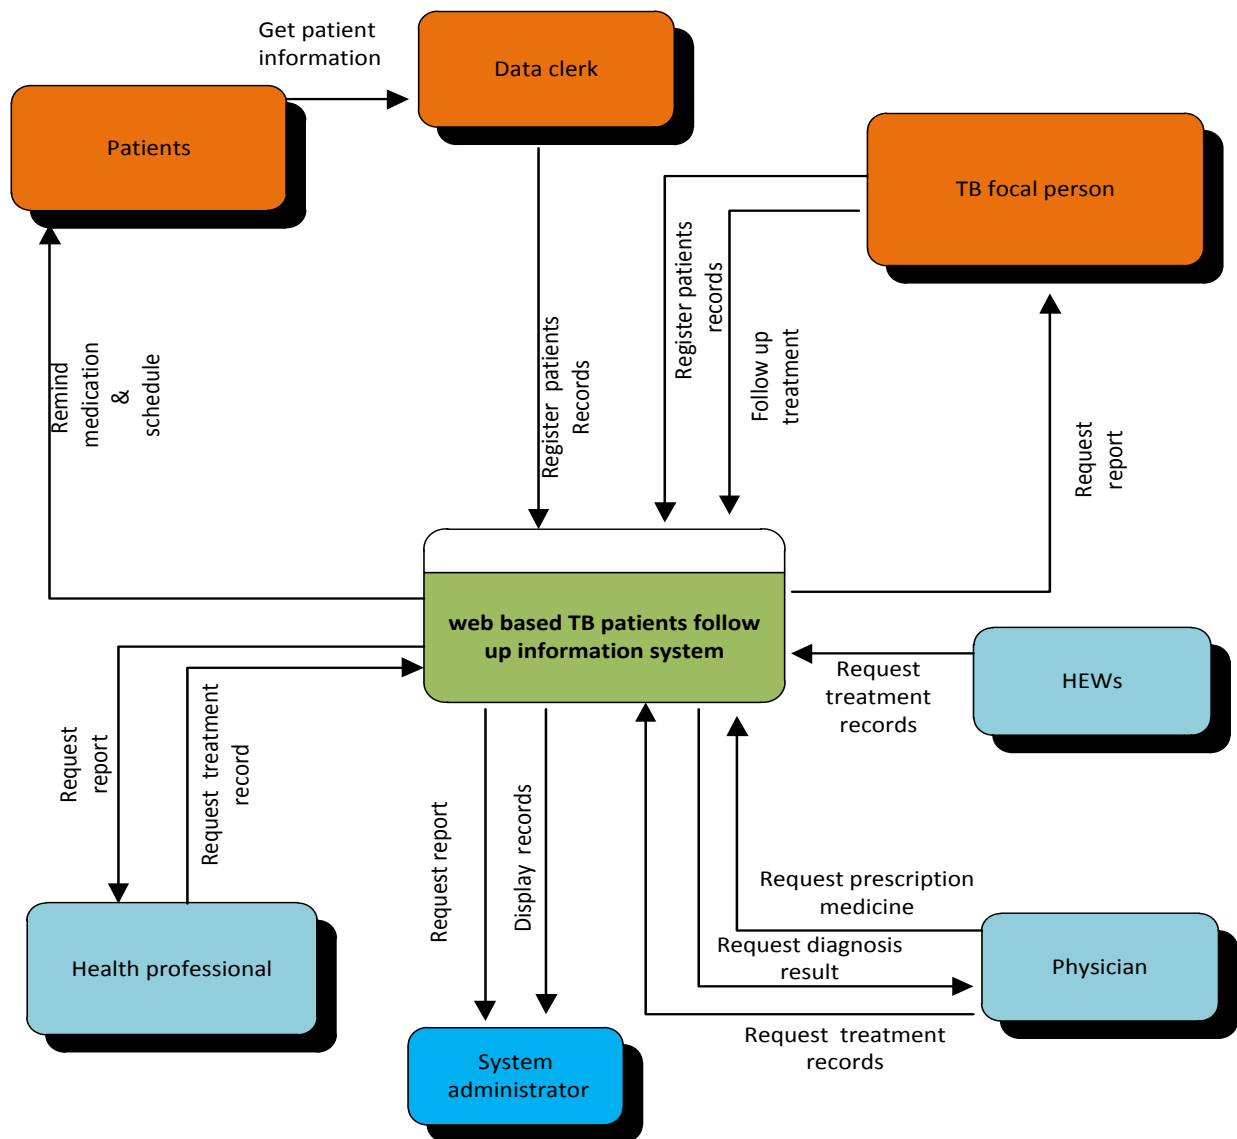 Get patient
information
Data clerk
Patients
TB focal person
Remind
medication
&
schedule
Register patients
Records
Register patients
records
Follow up
treatment
Request
report
web based TB patients follow
up information system
Request
treatment
records
HEWs
Request
report
Request treatment
record
Request report
Display records
Request prescription
medicine
Request diagnosis
result
Physician
Request treatment
records
Health professional
System
administrator